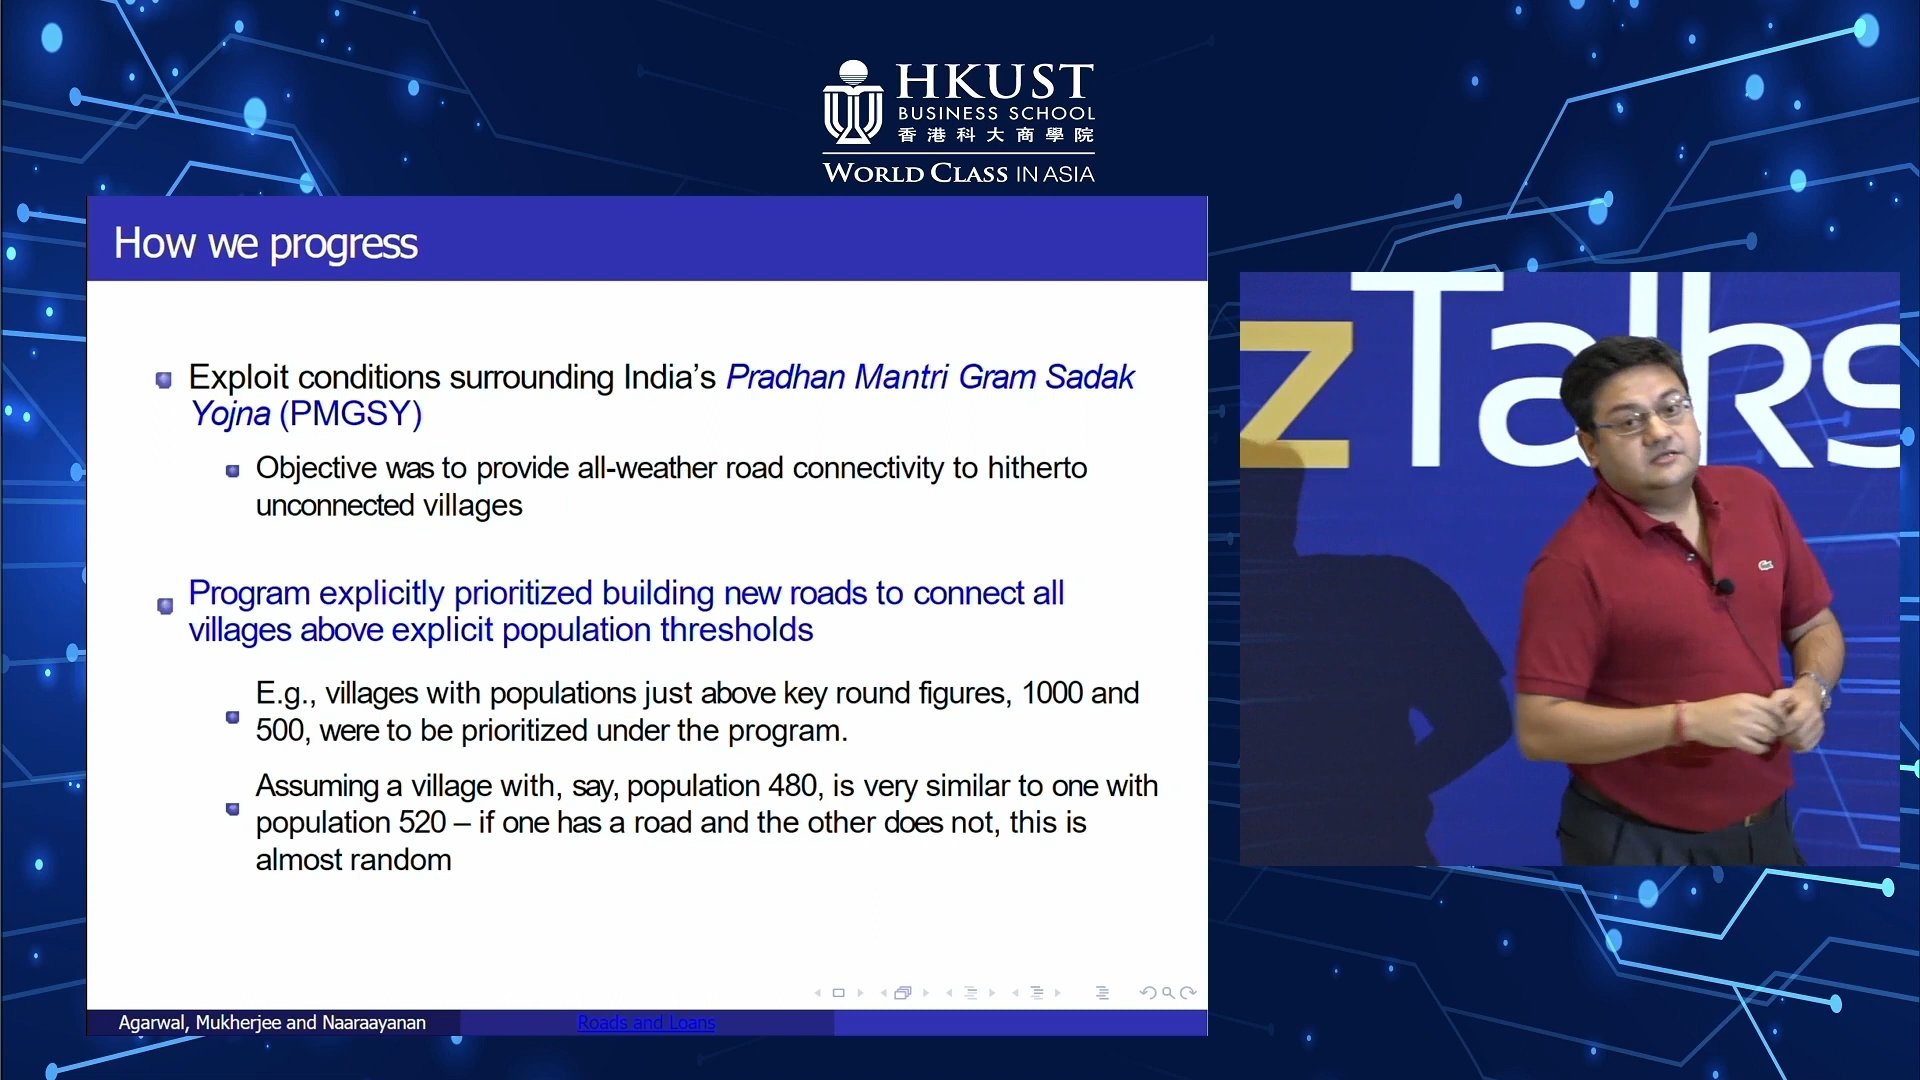 HKUST
BUSINESS SCHOOL
香港科大商學院
WORLD CLASS IN ASIA
How we progress
Exploit conditions surrounding India’s Pradhan Mantri Gram Sadak
Yojna (PMGSY)
Objective was to provide all-weather road connectivity to hitherto
unconnected villages
Program explicitly prioritized building new roads to connect all
villages above explicit population thresholds
E.g., villages with populations just above key round figures, 1000 and
500, were to be prioritized under the program.
Assuming a village with, say, population 480, is very similar to one with
population 520 – if one has a road and the other does not, this is
almost random
Agarwal, Mukherjee and Naaraayanan
Roads and Loans
zTalks